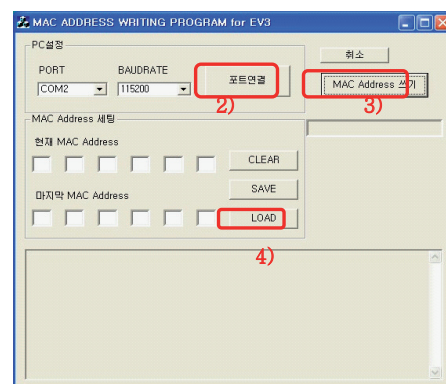 MAC ADDRESS WRITING PROGRAM for EV3
PC설정
PORT
BAUDRATE
COM2
115200
포트연결
2)
취소
MAC Address 쓰기
3)
MAC Address 세팅
현재 MAC Address
CLEAR
마지막 MAC Address
SAVE
LOAD
4)